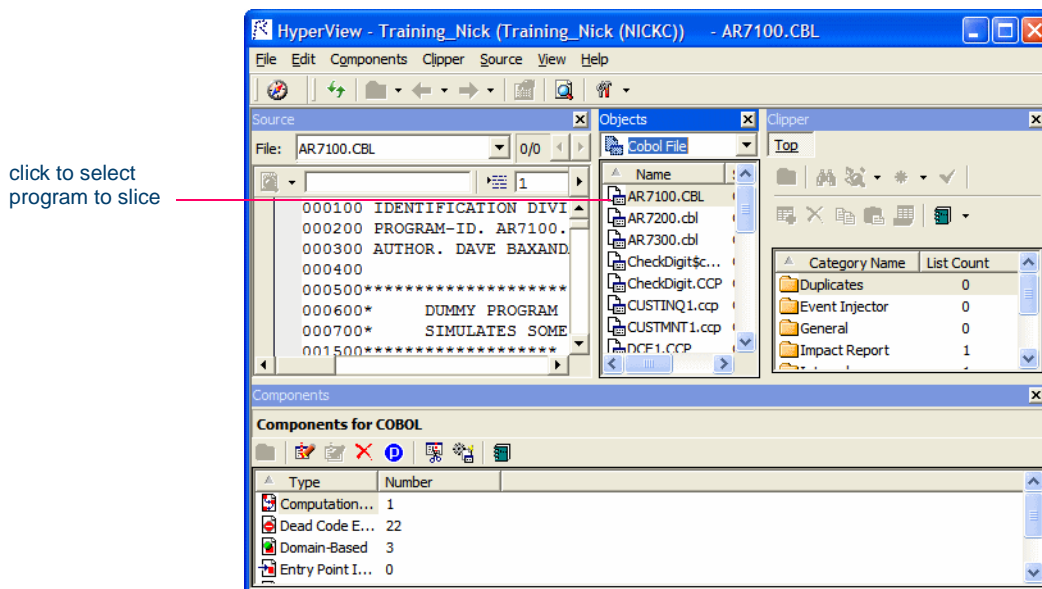 HyperView - Training_Nick (Training_Nick (NICKC)) - AR7100.CBL
File Edit Components Clipper Source View Help
Source
File: AR7100.CBL 0/0
1
000100 IDENTIFICATION DIVI
000200 PROGRAM-ID. AR7100.
000300 AUTHOR. DAVE BAXAND
000400
000500********************
000600* DUMMY PROGRAM
000700* SIMULATES SOME
001500*******************
Objects
Cobol File
Name
AR7100.CBL
AR7200.cbl
AR7300.cbl
CheckDigit$c...
CheckDigit.CCP
CUSTINQ1.ccp
CUSTMNT1.ccp
DCE1.CCP
Clipper
Top
Category Name List Count
Duplicates 0
Event Injector 0
General 0
Impact Report 1
click to select
program to slice
Components
Components for COBOL
Type Number
Computation... 1
Dead Code E... 22
Domain-Based 3
Entry Point I... 0